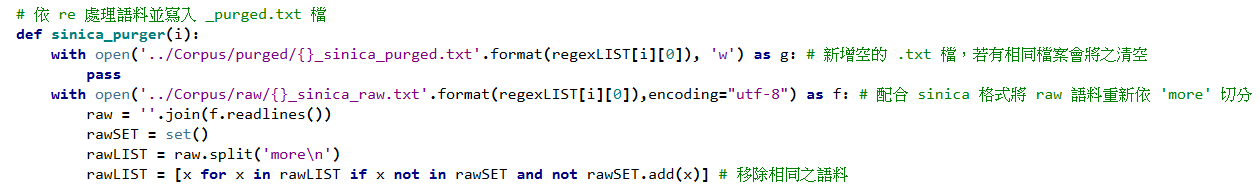 # 依 re 處理語料並寫入 _purged.txt 檔
def sinica_purger(i):
    with open('../Corpus/purged/{}_sinica_purged.txt'.format(regexLIST[i][0]), 'w') as g: # 新增空的 .txt 檔，若有相同檔案會將之清空
        pass
    with open('../Corpus/raw/{}_sinica_raw.txt'.format(regexLIST[i][0]),encoding="utf-8") as f: # 配合 sinica 格式將 raw 語料重新依 'more' 切分
        raw = ''.join(f.readlines())
        rawSET = set()
        rawLIST = raw.split('more\n')
        rawLIST = [x for x in rawLIST if x not in rawSET and not rawSET.add(x)] # 移除相同之語料